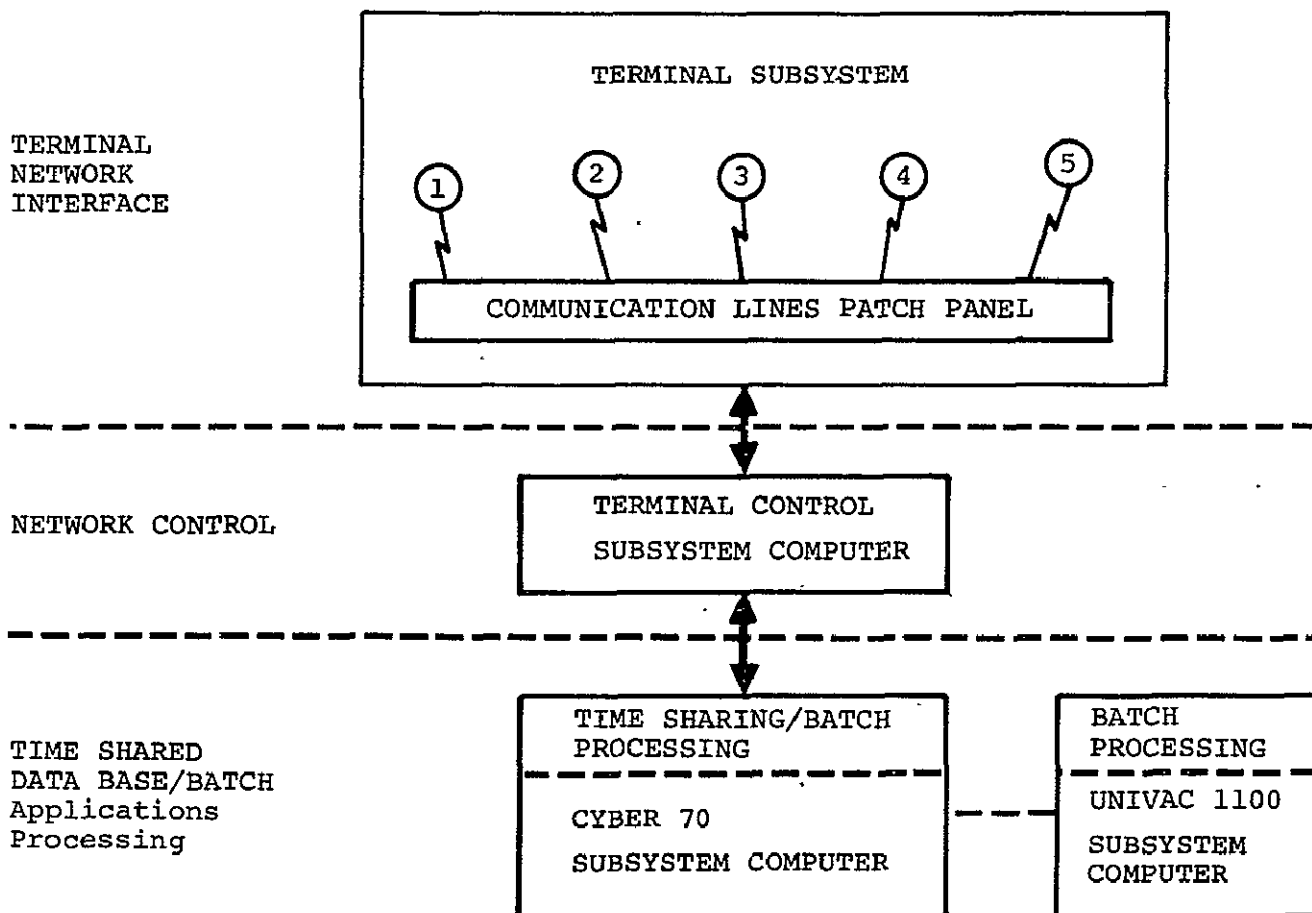 TERMINAL SUBSYSTEM
TERMINAL
NETWORK
INTERFACE
1
2
3
4
5
COMMUNICATION LINES PATCH PANEL
NETWORK CONTROL
TERMINAL CONTROL
SUBSYSTEM COMPUTER
TIME SHARED
DATA BASE/BATCH
Applications
Processing
TIME SHARING/BATCH
PROCESSING
CYBER 70
SUBSYSTEM COMPUTER
BATCH
PROCESSING
UNIVAC 1100
SUBSYSTEM
COMPUTER